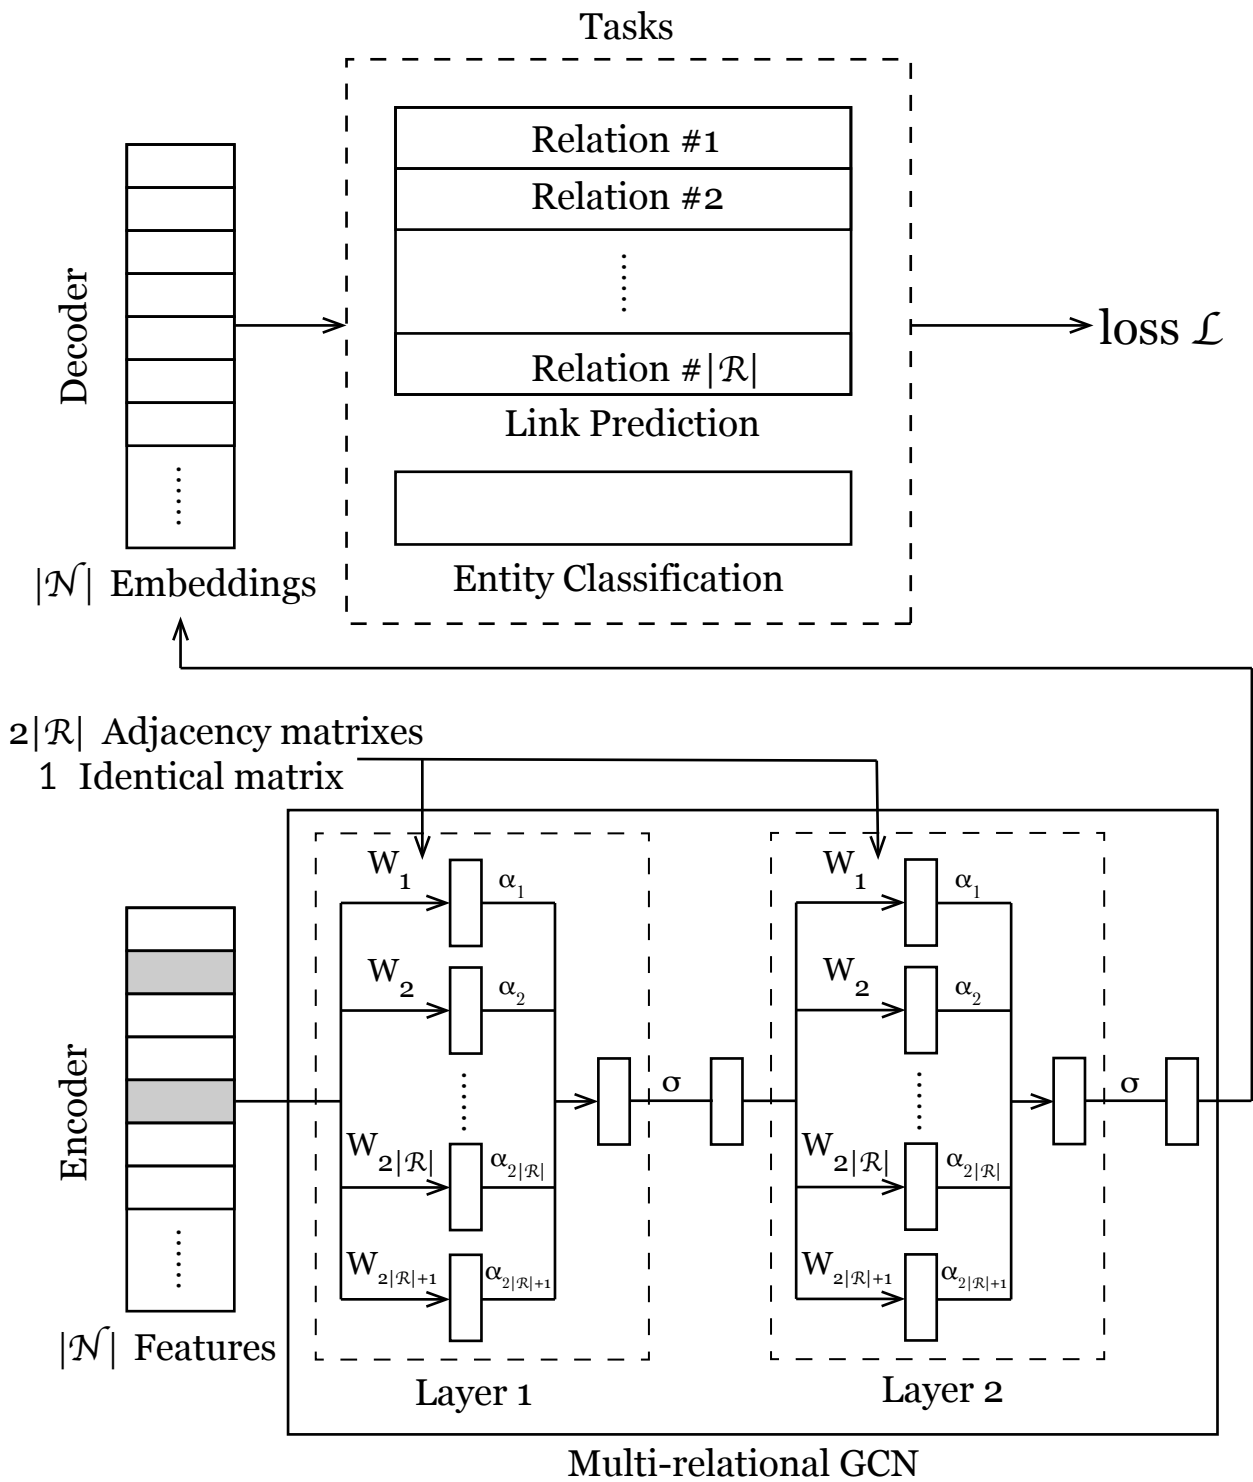 Tasks
Relation #1
Relation #2
Relation #|ℛ|
Link Prediction
Entity Classification
Decoder
|𝒩| Embeddings
loss ℒ
2|ℛ| Adjacency matrixes
1 Identical matrix
Encoder
|𝒩| Features
W₁ α₁
W₂ α₂
W2|ℛ| α2|ℛ|
W2|ℛ|+1 α2|ℛ|+1
σ
Layer 1
W₁ α₁
W₂ α₂
W2|ℛ| α2|ℛ|
W2|ℛ|+1 α2|ℛ|+1
σ
Layer 2
Multi-relational GCN